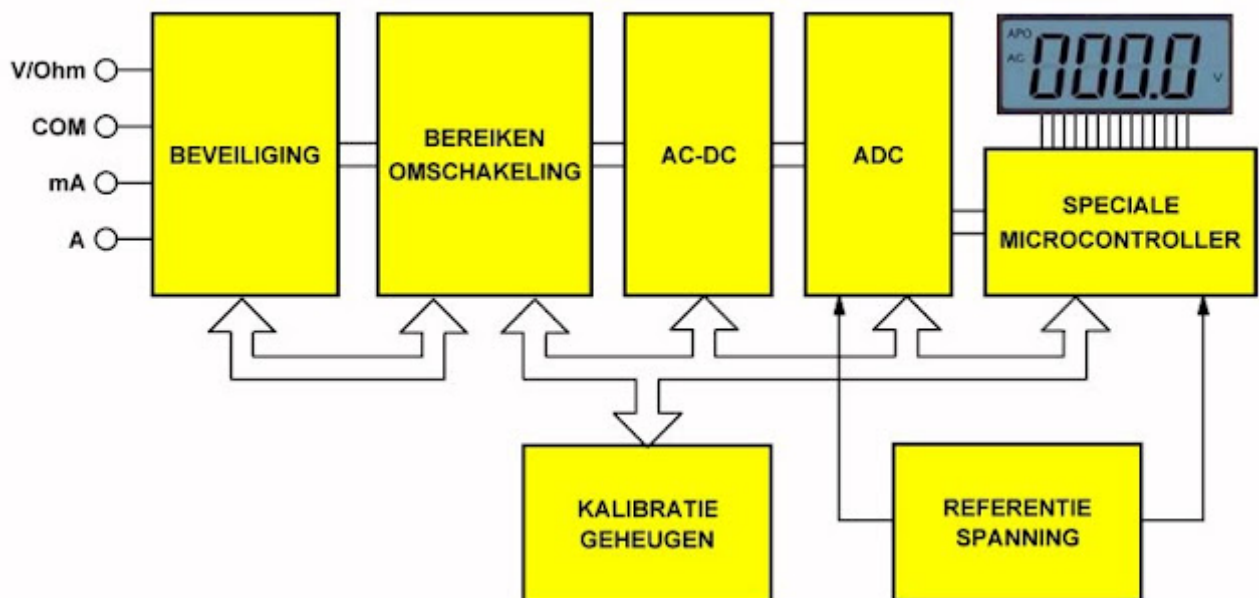 V/Ohm
COM
mA
A
BEVEILIGING
BEREIKEN
OMSCHAKELING
AC-DC
ADC
APO
AC
000.0
V
SPECIALE
MICROCONTROLLER
KALIBRATIE
GEHEUGEN
REFERENTIE
SPANNING